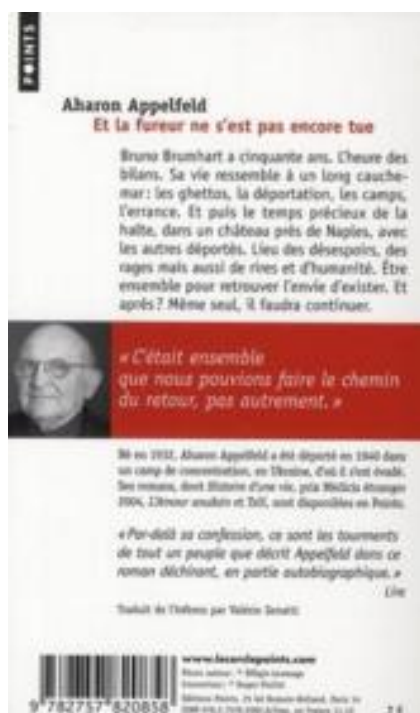 POINTS
Aharon Appelfeld
Et la fureur ne s'est pas encore tue
Bruno Brumhart a cinquante ans. L'heure des
bilans. Sa vie ressemble à un long cauche-
mar : les ghettos, la déportation, les camps,
l'errance. Et puis le temps précieux de la
halte, dans un château près de Naples, avec
les autres déportés. Lieu des désespoirs, des
rages mais aussi de rires et d'humanité. Être
ensemble pour retrouver l'envie d'exister. Et
après ? Même seul, il faudra continuer.
« C'était ensemble
que nous pouvions faire le chemin
du retour, pas autrement. »
Né en 1932, Aharon Appelfeld a été déporté en 1940 dans
un camp de concentration, en Ukraine, d'où il s'est évadé.
Ses romans, dont Histoire d'une vie, prix Médicis étranger
2004, L'Amour soudain et Tsili, sont disponibles en Points.
« Par-delà sa confession, ce sont les tourments
de tout un peuple que décrit Appelfeld dans ce
roman déchirant, en partie autobiographique. »
Lire
Traduit de l'hébreu par Valérie Zenatti
www.lecerclepoints.com
9 782757 820858